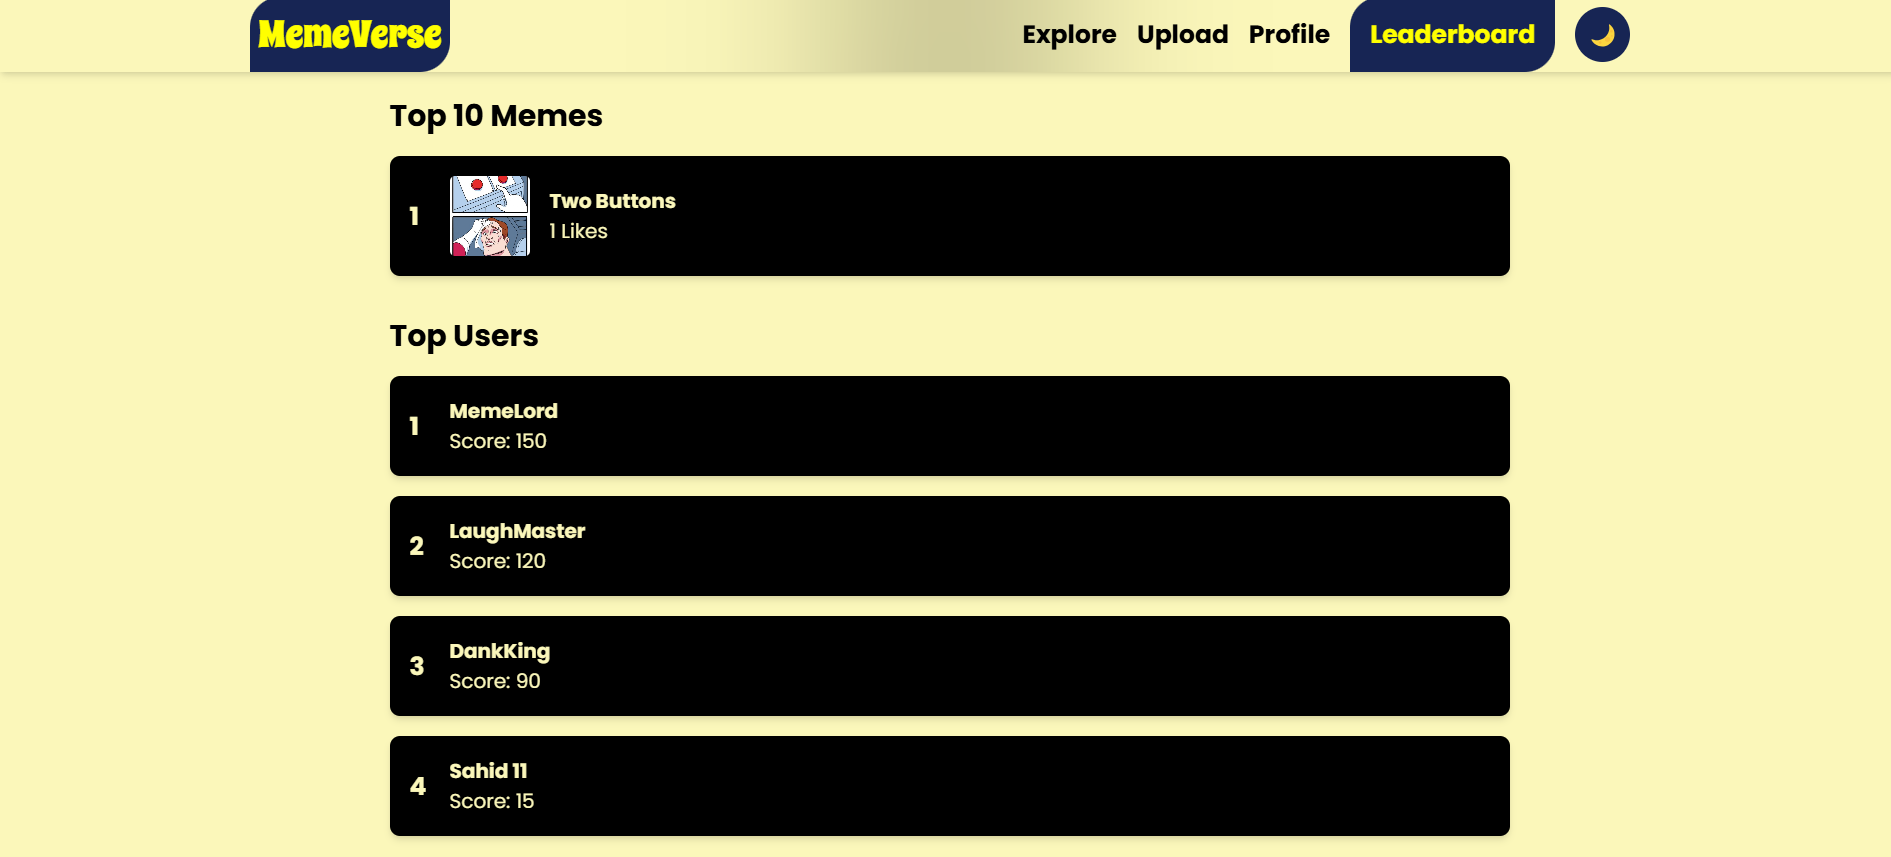 MemeVerse
Explore Upload Profile Leaderboard
Top 10 Memes
1
Two Buttons
1 Likes
Top Users
1
MemeLord
Score: 150
2
LaughMaster
Score: 120
3
DankKing
Score: 90
4
Sahid 11
Score: 15